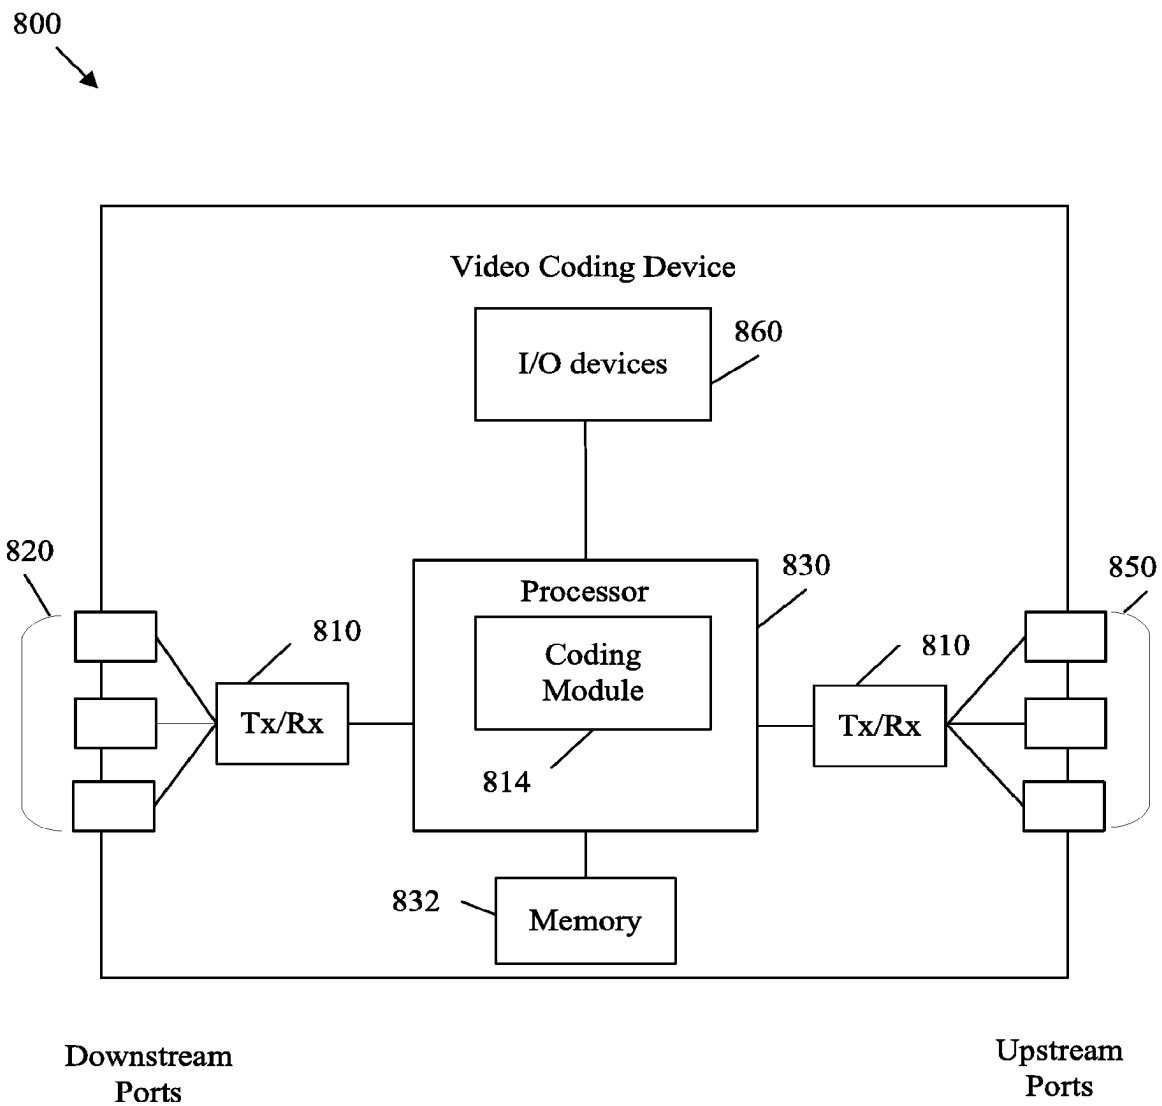 800
Video Coding Device
860
I/O devices
820
830
850
Processor
810
Coding
Module
810
Tx/Rx
Tx/Rx
814
832
Memory
Downstream
Ports
Upstream
Ports